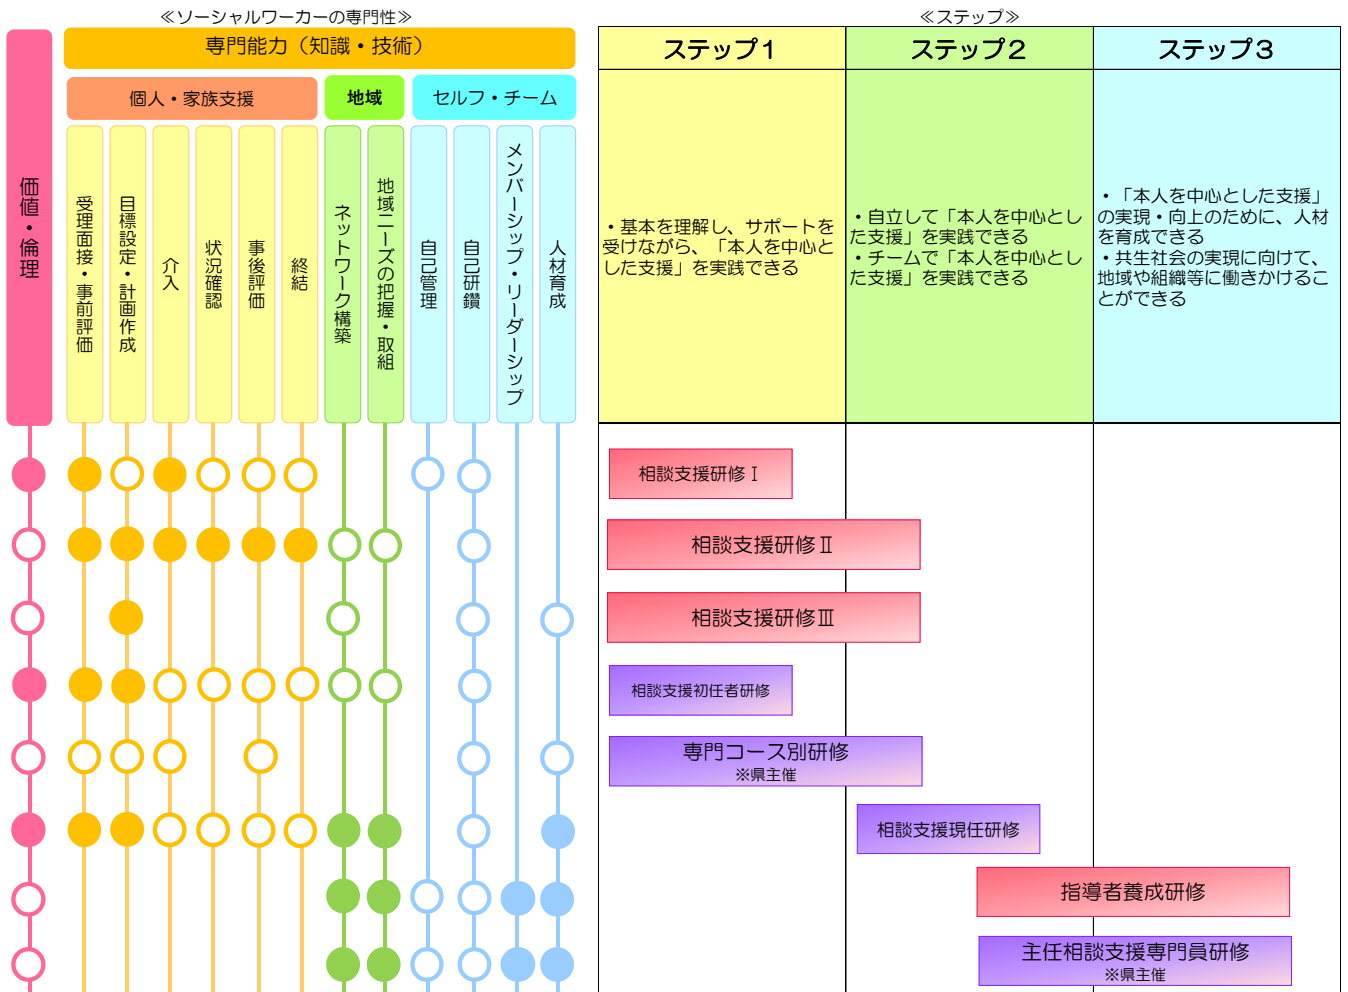 ≪ソーシャルワーカーの専門性≫
≪ステップ≫
専門能力（知識・技術）
個人・家族支援
地域
セルフ・チーム
価値・倫理
受理面接・事前評価
目標設定・計画作成
介入
状況確認
事後評価
終結
ネットワーク構築
地域ニーズの把握・取組
自己管理
自己研鑽
メンバーシップ・リーダーシップ
人材育成
ステップ１
ステップ２
ステップ３
・基本を理解し、サポートを
受けながら、「本人を中心と
した支援」を実践できる
・自立して「本人を中心とし
た支援」を実践できる
・チームで「本人を中心とし
た支援」を実践できる
・「本人を中心とした支援」
の実現・向上のために、人材
を育成できる
・共生社会の実現に向けて、
地域や組織等に働きかけるこ
とができる
相談支援研修Ⅰ
相談支援研修Ⅱ
相談支援研修Ⅲ
相談支援初任者研修
専門コース別研修
※県主催
相談支援現任研修
指導者養成研修
主任相談支援専門員研修
※県主催